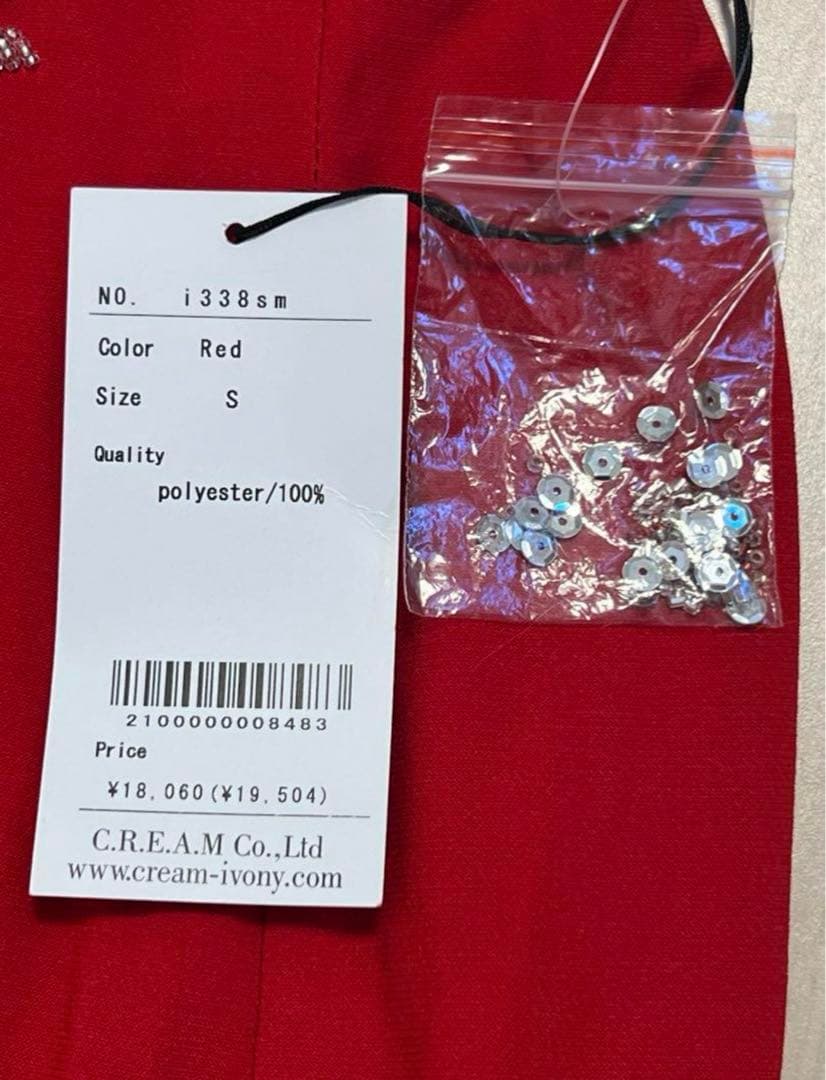 NO. i338sm
Color Red
Size S
Quality
polyester/100%
2100000008483
Price
¥18,060(¥19,504)
C.R.E.A.M Co.,Ltd
www.cream-ivony.com